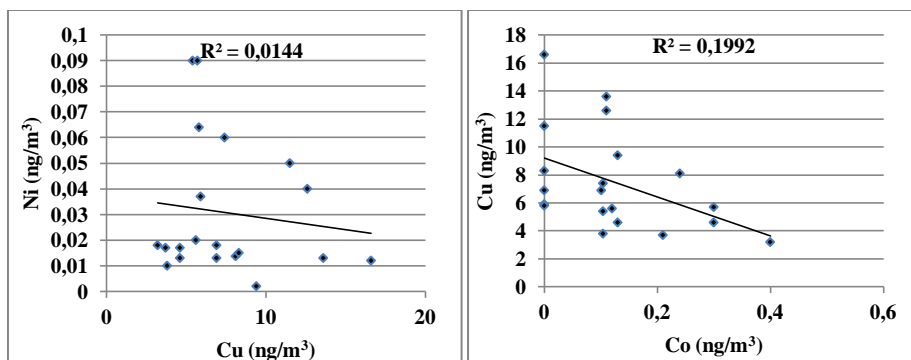 R² = 0,0144
Ni (ng/m³)
0,1
0,09
0,08
0,07
0,06
0,05
0,04
0,03
0,02
0,01
0
0 10 20
Cu (ng/m³)
R² = 0,1992
Cu (ng/m³)
18
16
14
12
10
8
6
4
2
0
0 0,2 0,4 0,6
Co (ng/m³)